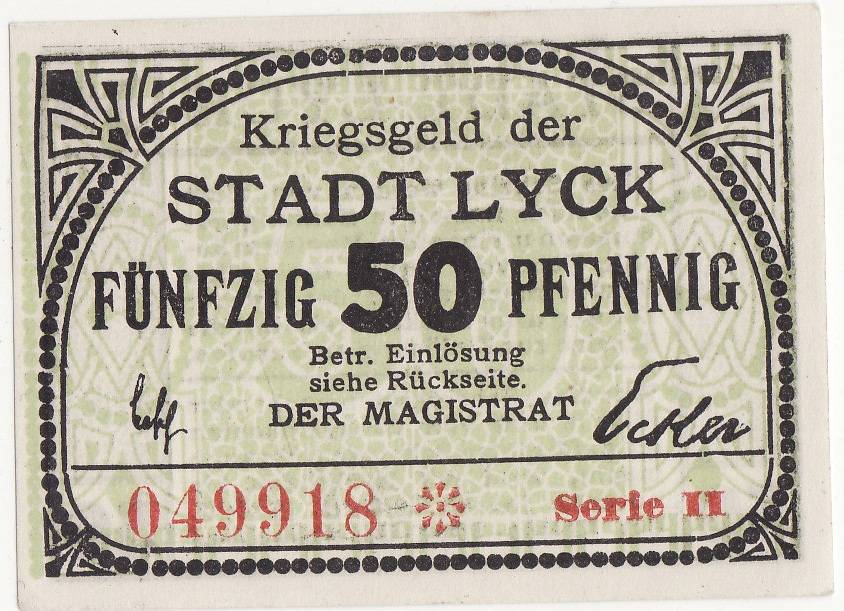 Kriegsgeld der
STADT LYCK
FÜNFZIG 50 PFENNIG
Betr. Einlösung
siehe Rückseite.
DER MAGISTRAT
049918 Serie II